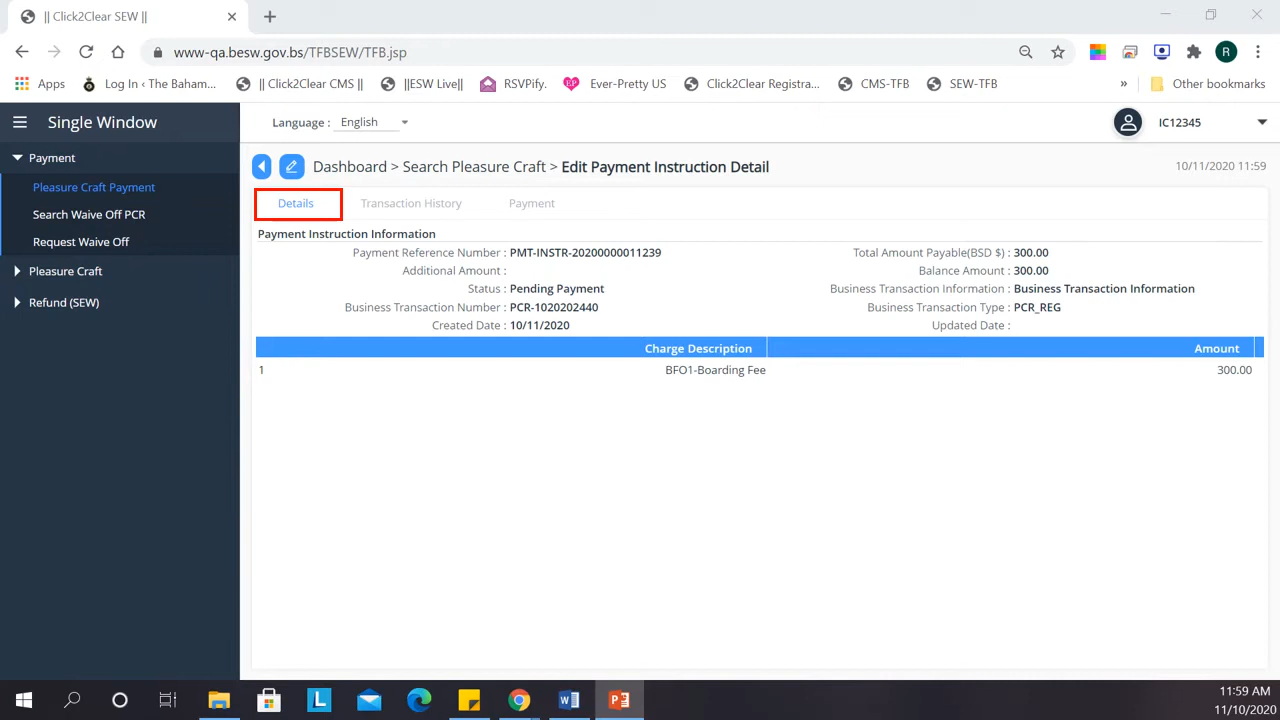 || Click2Clear SEW ||
www-qa.besw.gov.bs/TFBSEW/TFB.jsp
R
Apps
Log In ‹ The Baham...
|| Click2Clear CMS ||
||ESW Live||
RSVPify.
Ever-Pretty US
Click2Clear Registra...
CMS-TFB
SEW-TFB
»
Other bookmarks
Single Window
Language :
English
IC12345
Payment
Pleasure Craft Payment
Search Waive Off PCR
Request Waive Off
Pleasure Craft
Refund (SEW)
Dashboard > Search Pleasure Craft > Edit Payment Instruction Detail
10/11/2020 11:59
Details
Transaction History
Payment
Payment Instruction Information
Payment Reference Number : PMT-INSTR-20200000011239
Total Amount Payable(BSD $) : 300.00
Additional Amount :
Balance Amount : 300.00
Status : Pending Payment
Business Transaction Information : Business Transaction Information
Business Transaction Number : PCR-1020202440
Business Transaction Type : PCR_REG
Created Date : 10/11/2020
Updated Date :
Charge Description
Amount
1
BFO1-Boarding Fee
300.00
11:59 AM
11/10/2020